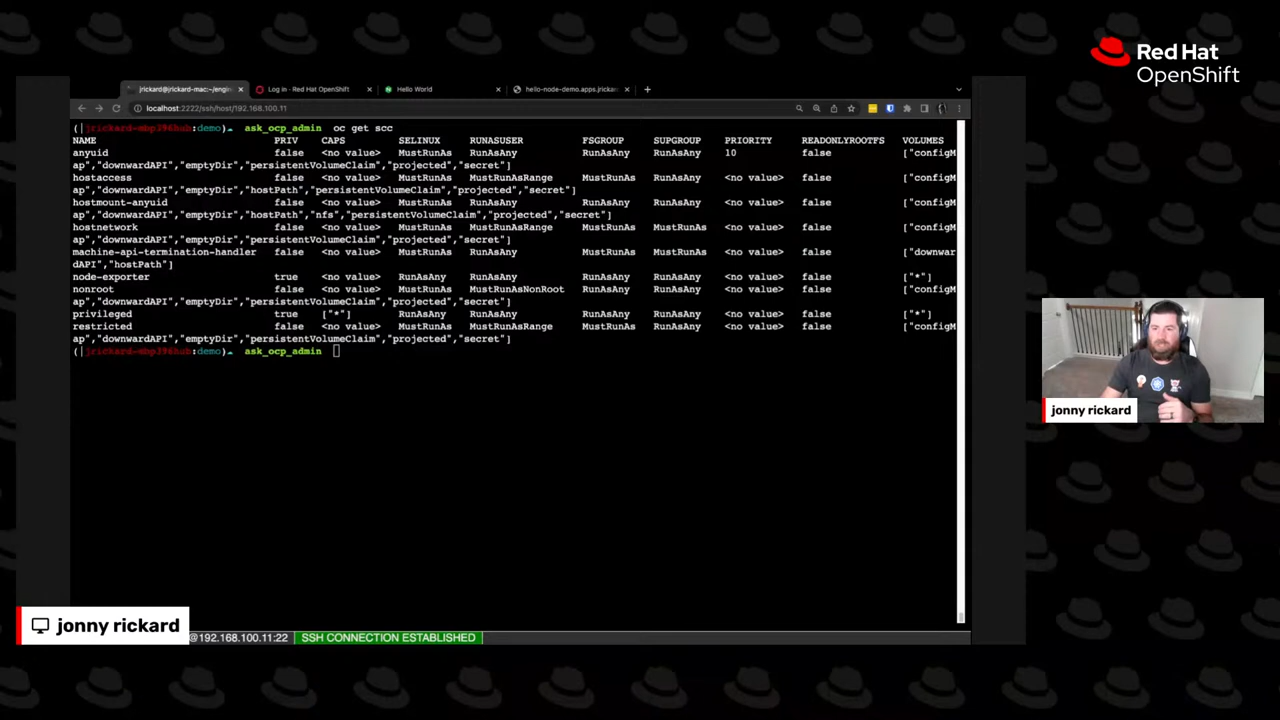 Red Hat
OpenShift
jrickard@jrickard-mac:~/engin
Log in - Red Hat OpenShift
Hello World
hello-node-demo.apps.jrickar
localhost:2222/ssh/host/192.168.100.11
(|jrickard-mbp396hub:demo) ask_ocp_admin oc get scc
NAME PRIV CAPS SELINUX RUNASUSER FSGROUP SUPGROUP PRIORITY READONLYROOTFS VOLUMES
anyuid false <no value> MustRunAs RunAsAny RunAsAny RunAsAny 10 false ["configM
ap","downwardAPI","emptyDir","persistentVolumeClaim","projected","secret"]
hostaccess false <no value> MustRunAs MustRunAsRange MustRunAs RunAsAny <no value> false ["configM
ap","downwardAPI","emptyDir","hostPath","persistentVolumeClaim","projected","secret"]
hostmount-anyuid false <no value> MustRunAs RunAsAny RunAsAny RunAsAny <no value> false ["configM
ap","downwardAPI","emptyDir","hostPath","nfs","persistentVolumeClaim","projected","secret"]
hostnetwork false <no value> MustRunAs MustRunAsRange MustRunAs MustRunAs <no value> false ["configM
ap","downwardAPI","emptyDir","persistentVolumeClaim","projected","secret"]
machine-api-termination-handler false <no value> MustRunAs RunAsAny MustRunAs MustRunAs <no value> false ["downwar
dAPI","hostPath"]
node-exporter true <no value> RunAsAny RunAsAny RunAsAny RunAsAny <no value> false ["*"]
nonroot false <no value> MustRunAs MustRunAsNonRoot RunAsAny RunAsAny <no value> false ["configM
ap","downwardAPI","emptyDir","persistentVolumeClaim","projected","secret"]
privileged true ["*"] RunAsAny RunAsAny RunAsAny RunAsAny <no value> false ["*"]
restricted false <no value> MustRunAs MustRunAsRange MustRunAs RunAsAny <no value> false ["configM
ap","downwardAPI","emptyDir","persistentVolumeClaim","projected","secret"]
(|jrickard-mbp396hub:demo) ask_ocp_admin
jonny rickard
jonny rickard
@192.168.100.11:22 SSH CONNECTION ESTABLISHED